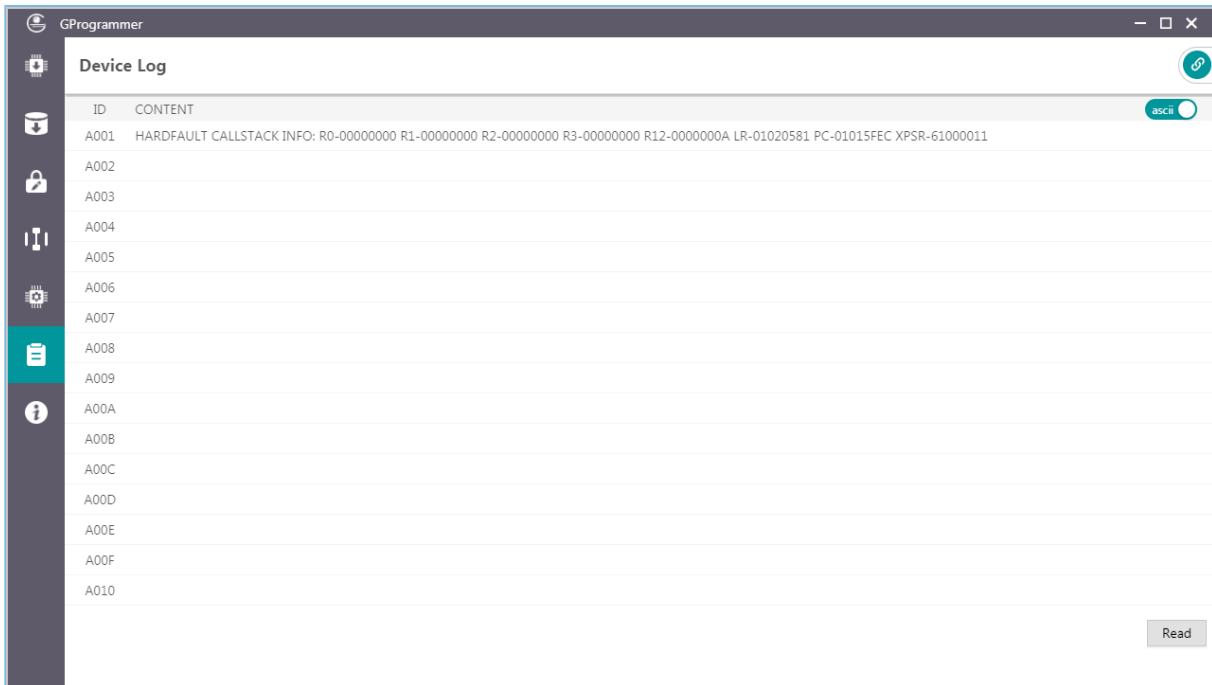 GProgrammer
Device Log
ID CONTENT
ascii
A001 HARDFAULT CALLSTACK INFO: R0-00000000 R1-00000000 R2-00000000 R3-00000000 R12-0000000A LR-01020581 PC-01015FEC XPSR-61000011
A002
A003
A004
A005
A006
A007
A008
A009
A00A
A00B
A00C
A00D
A00E
A00F
A010
Read